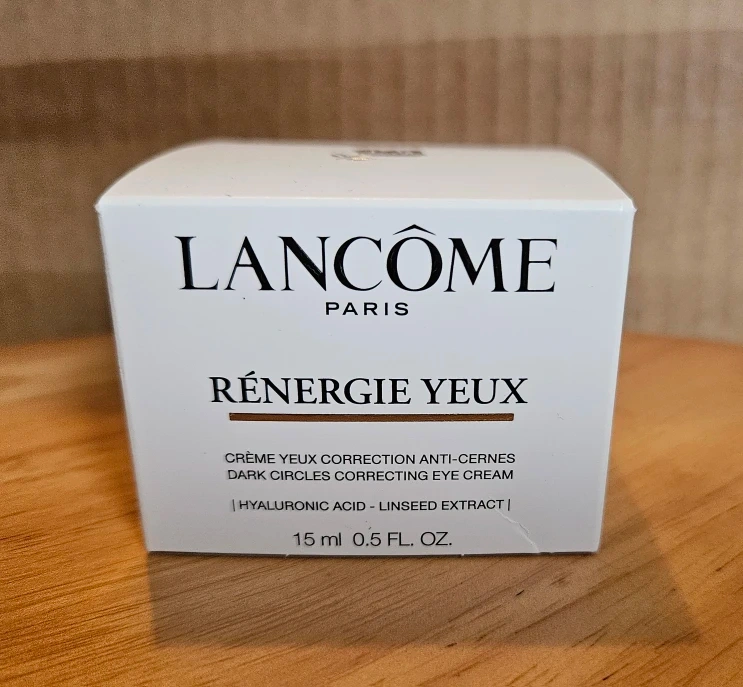 LANCÔME
PARIS
RÉNERGIE YEUX
CRÈME YEUX CORRECTION ANTI-CERNES
DARK CIRCLES CORRECTING EYE CREAM
| HYALURONIC ACID - LINSEED EXTRACT |
15 ml 0.5 FL. OZ.